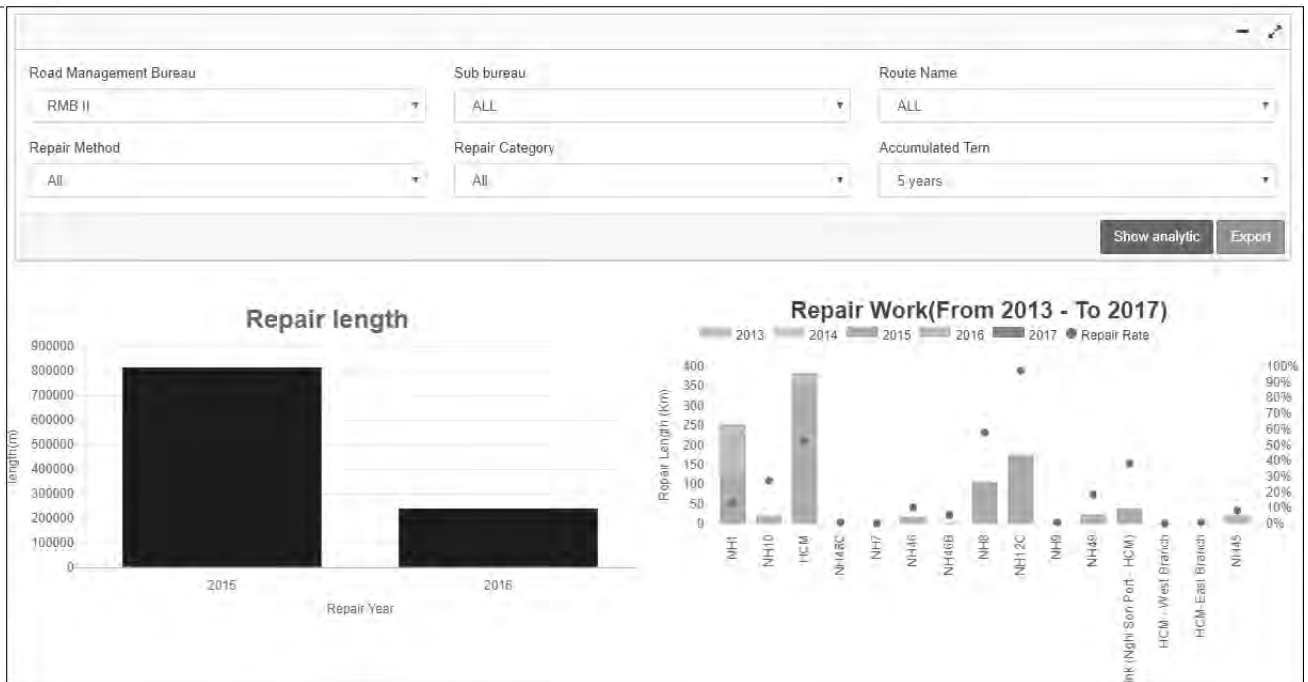 Road Management Bureau Sub bureau Route Name
RMB II ALL ALL
Repair Method Repair Category Accumulated Tern
All All 5 years
Show analytic Export
Repair length
900000
800000
700000
600000
500000
400000
300000
200000
100000
0
length(m)
2015 2016
Repair Year
Repair Work(From 2013 - To 2017)
2013 2014 2015 2016 2017 Repair Rate
400
350
300
250
200
150
100
50
0
Repair Length (Km)
100%
90%
80%
70%
60%
50%
40%
30%
20%
10%
0%
NH1
NH10
HCM
NH48C
NH7
NH46
NH46B
NH8
NH12C
NH9
NH49
ink (Nghi Son Port - HCM)
HCM - West Branch
HCM-East Branch
NH45